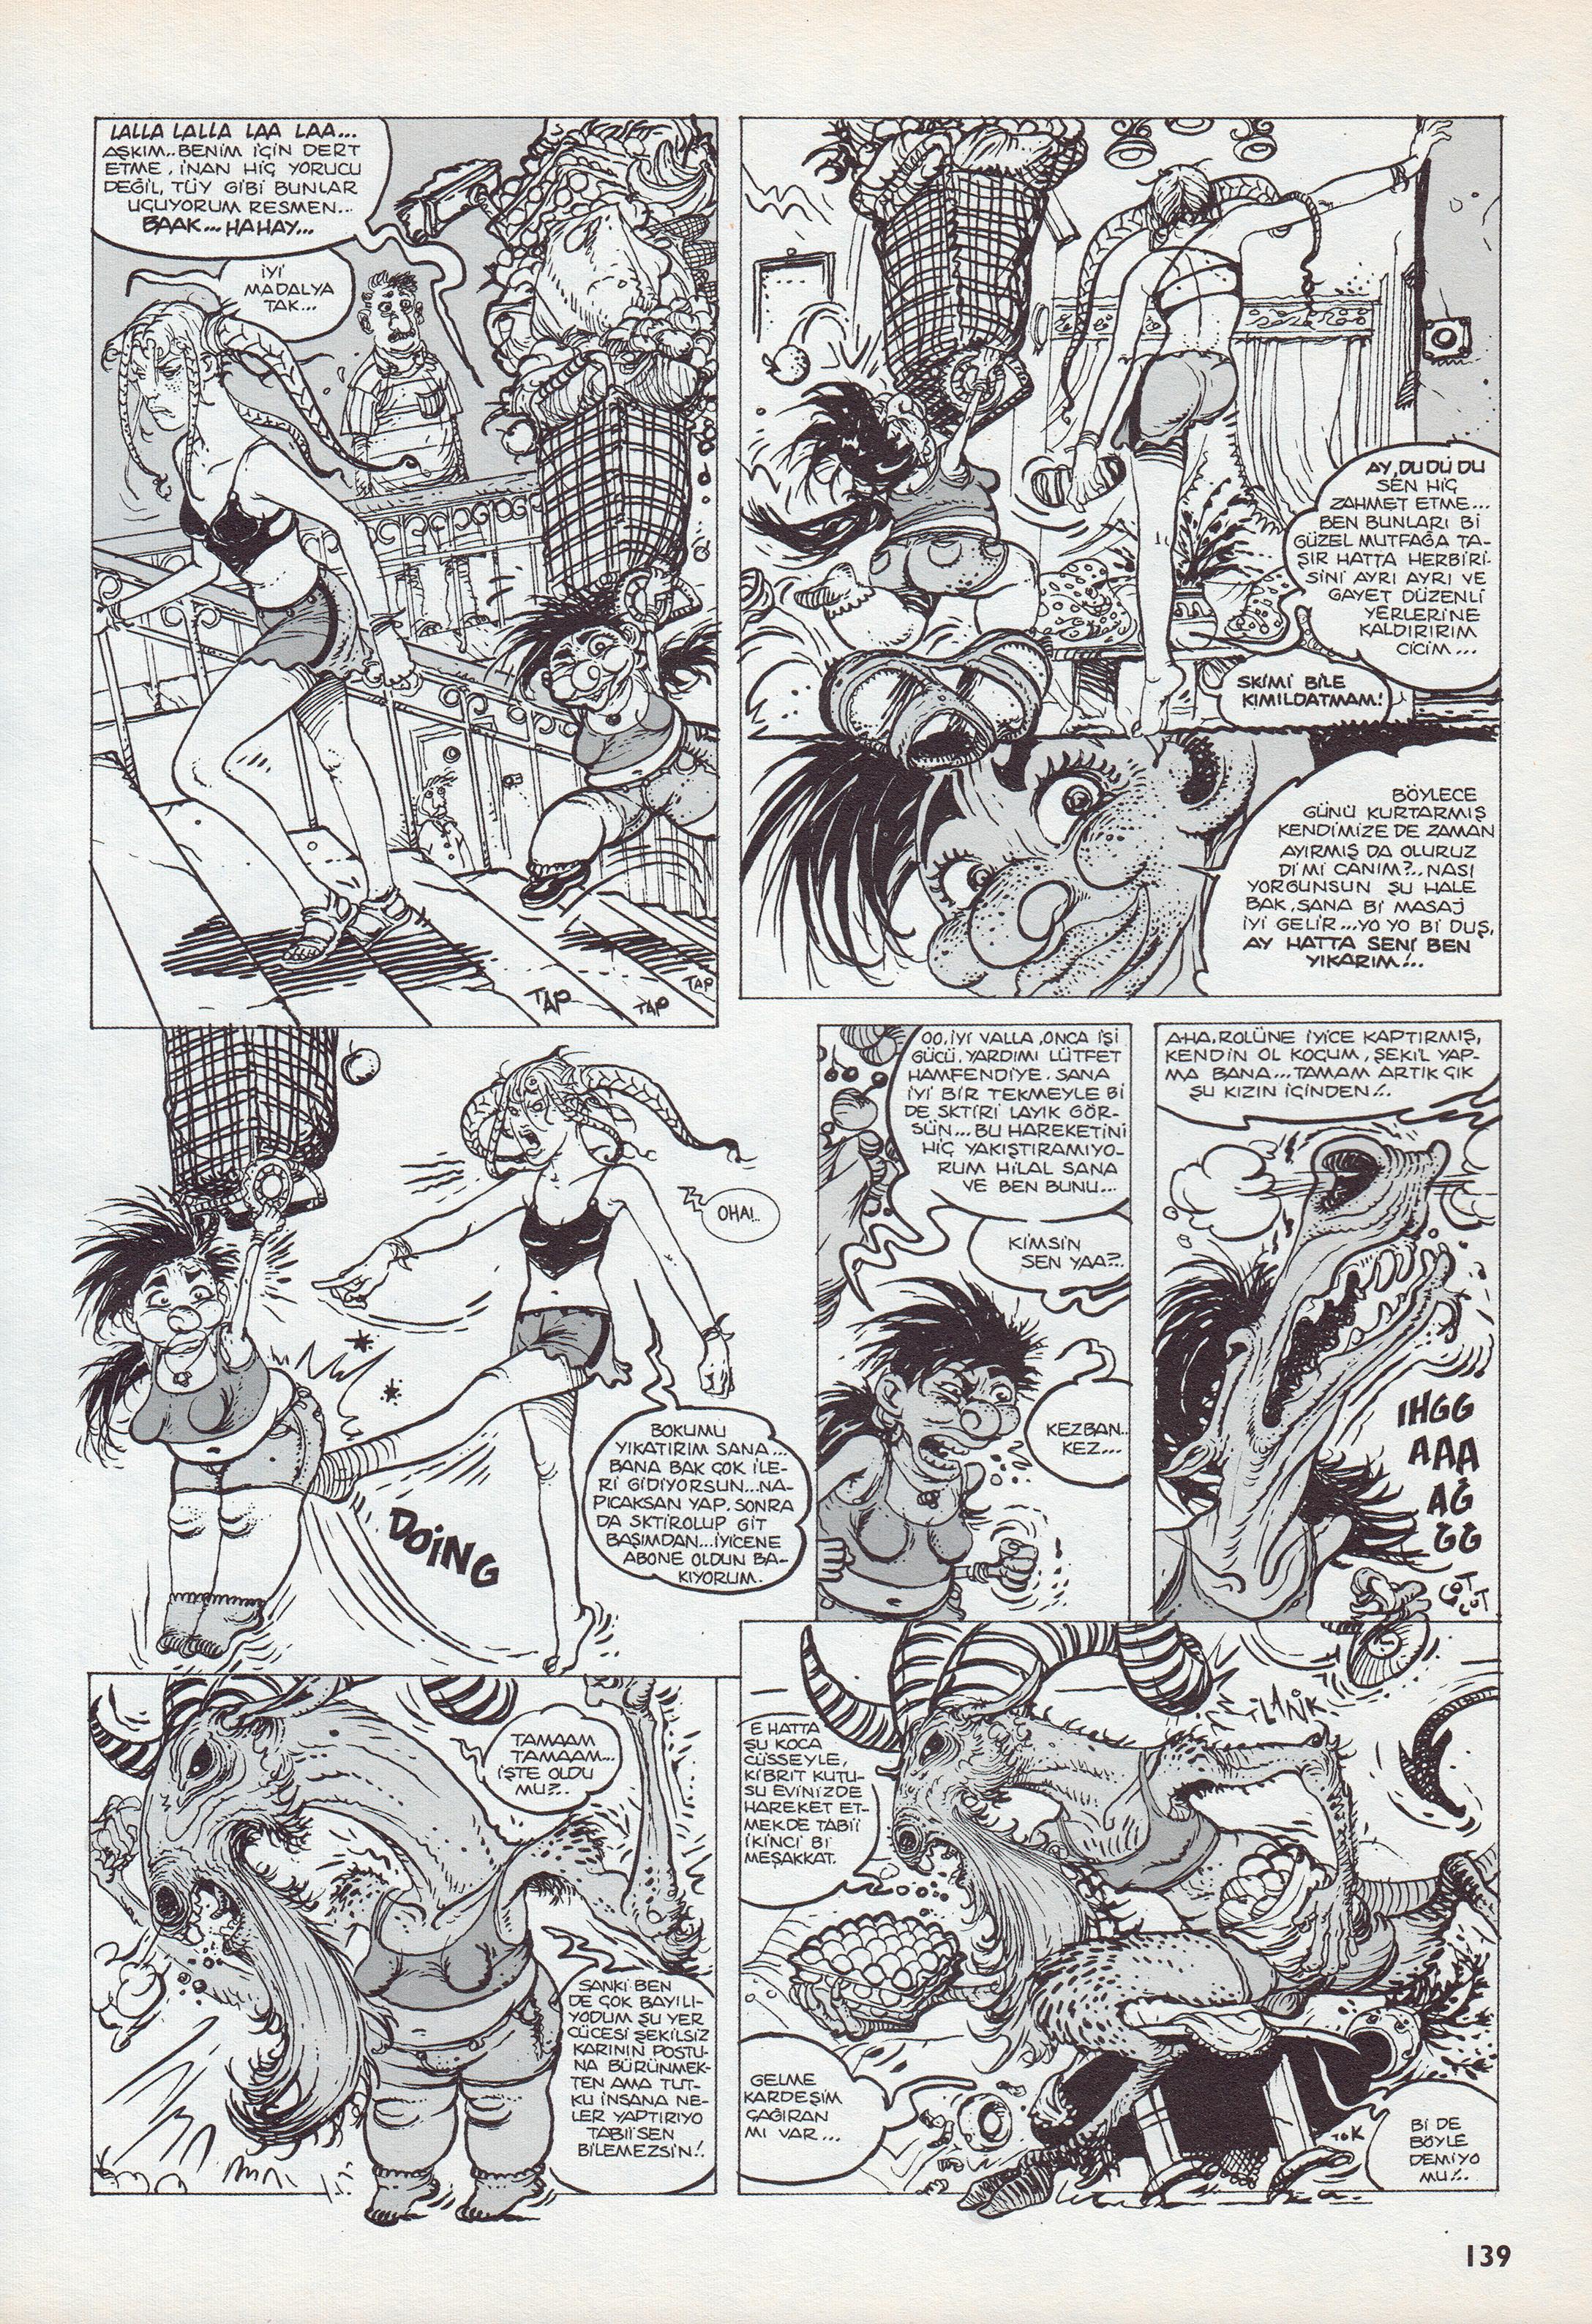 LALLA LALLA LAA LAA...
AŞKIM..BENİM İÇİN DERT
ETME, İNAN HİÇ YORUCU
DEĞİL, TÜY GİBİ BUNLAR
UÇUYORUM RESMEN...
BAAK... HAHAY...
İYİ
MADALYA
TAK...
TAP
TAP
TAP
AY, DUDÜ DU
SEN HİÇ
ZAHMET ETME...
BEN BUNLARI Bİ
GÜZEL MUTFAĞA TA-
ŞIR HATTA HERBİRİ-
SİNİ AYRI AYRI VE
GAYET DÜZENLİ
YERLERİNE
KALDIRIRIM
CİCİM...
SKİMİ BİLE
KIMILDATMAM!
BÖYLECE
GÜNÜ KURTARMIŞ
KENDİMİZE DE ZAMAN
AYIRMIŞ DA OLURUZ
Dİ Mİ CANIM?..NASI
YORGUNSUN ŞU HALE
BAK, SANA Bİ MASAJ
İYİ GELİR...YO YO Bİ DUŞ,
AY HATTA SENİ BEN
YIKARIM!..
OHA!..
BOKUMU
YIKATIRIM SANA...
BANA BAK ÇOK İLE-
Rİ GİDİYORSUN...NA-
PICAKSAN YAP, SONRA
DA SKTİROLUP GİT
BAŞIMDAN...İYİCENE
ABONE OLDUN BA-
KIYORUM.
DOİNG
OO, İYİ VALLA, ONCA İŞİ
GÜCÜ, YARDIMI LÜTFET
HAMFENDİYE, SANA
İYİ BİR TEKMEYLE Bİ
DE SKTİRİ LAYIK GÖR-
SÜN... BU HAREKETİNİ
HİÇ YAKIŞTIRAMIYO-
RUM HİLAL SANA
VE BEN BUNU...
KİMSİN
SEN YAA?..
KEZBAN..
KEZ...
AHA, ROLÜNE İYİCE KAPTIRMIŞ,
KENDİN OL KOÇUM, ŞEKİL YAP-
MA BANA...TAMAM ARTIK ÇIK
ŞU KIZIN İÇİNDEN!..
IHGG
AAA
AĞ
ĞĞ
TAMAAM
TAMAAM...
İŞTE OLDU
MU?..
SANKİ BEN
DE ÇOK BAYILI-
YODUM ŞU YER
CÜCESİ ŞEKİLSİZ
KARININ POSTU-
NA BÜRÜNMEK-
TEN AMA TUT-
KU İNSANA NE-
LER YAPTIRIYO
TABİİ SEN
BİLEMEZSİN!.
E HATTA
ŞU KOCA
CÜSSEYLE,
KİBRİT KUTU-
SU EVİNİZDE
HAREKET ET-
MEKDE TABİİ
İKİNCİ Bİ
MEŞAKKAT.
GELME
KARDEŞİM
ÇAĞIRAN
MI VAR...
TOK
Bİ DE
BÖYLE
DEMİYO
MU!..
139